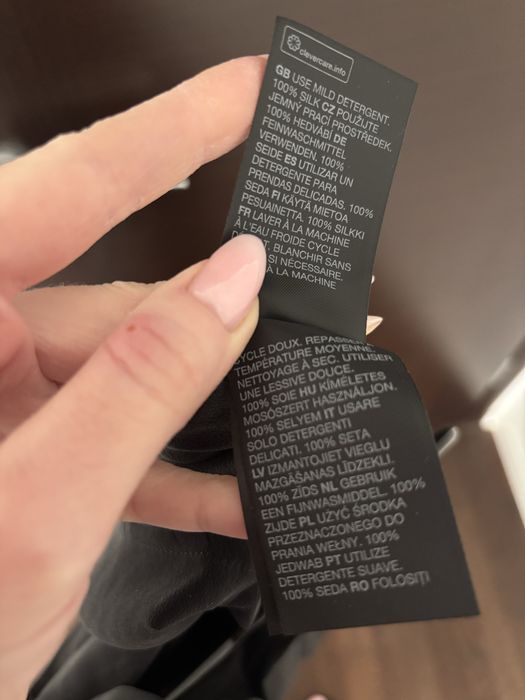 clevercare.info
GB USE MILD DETERGENT.
100% SILK CZ POUŽIJTE
JEMNÝ PRACÍ PROSTŘEDEK.
100% HEDVÁBÍ DE
FEINWASCHMITTEL
VERWENDEN. 100%
SEIDE ES UTILIZAR UN
DETERGENTE PARA
PRENDAS DELICADAS. 100%
SEDA FI KÄYTÄ MIETOA
PESUAINETTA. 100% SILKKI
FR LAVER À LA MACHINE
À L'EAU FROIDE CYCLE
BLANCHIR SANS
SI NÉCESSAIRE.
À LA MACHINE
CYCLE DOUX. REPASSER
TEMPÉRATURE MOYENNE.
NETTOYAGE À SEC. UTILISER
UNE LESSIVE DOUCE.
100% SOIE HU KÍMÉLETES
MOSÓSZERT HASZNÁLJON.
100% SELYEM IT USARE
SOLO DETERGENTI
DELICATI. 100% SETA
LV IZMANTOJIET VIEGLU
MAZGĀŠANAS LĪDZEKLI.
100% ZĪDS NL GEBRUIK
EEN FIJNWASMIDDEL. 100%
ZIJDE PL UŻYĆ ŚRODKA
PRZEZNACZONEGO DO
PRANIA WEŁNY. 100%
JEDWAB PT UTILIZE
DETERGENTE SUAVE.
100% SEDA RO FOLOSIȚI